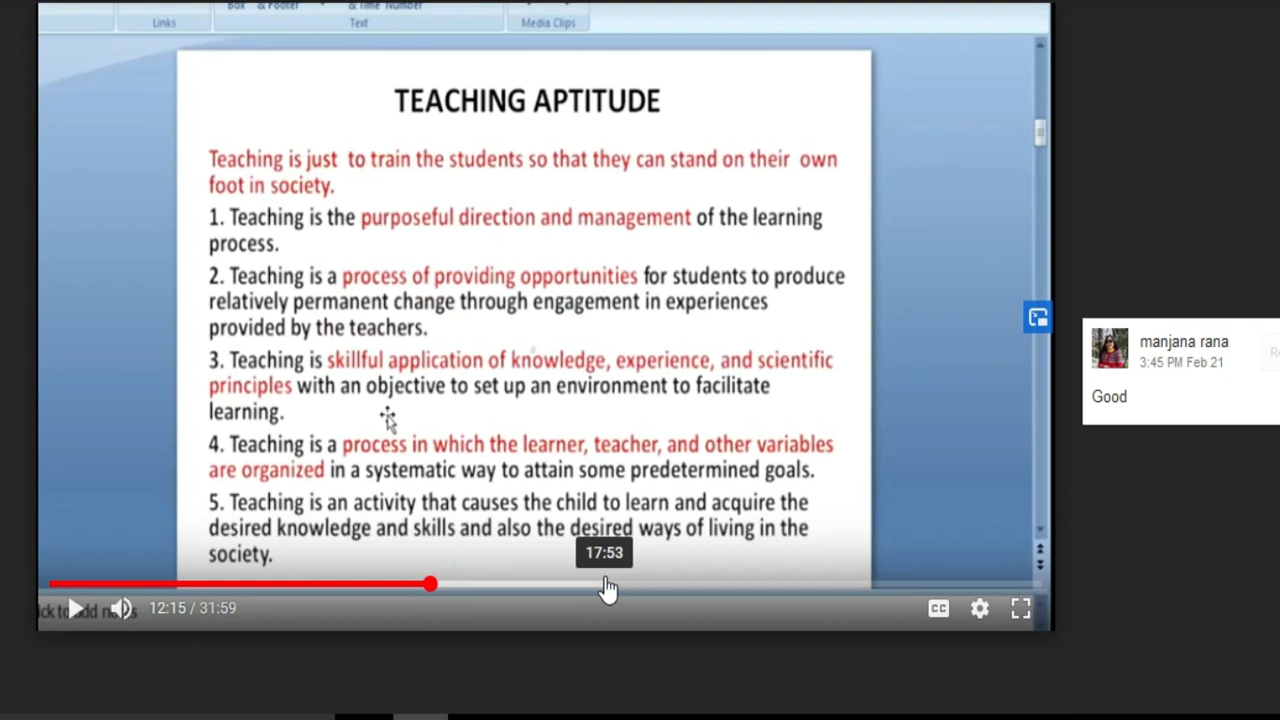 Box & Footer & Time Number
Links Text Media Clips
TEACHING APTITUDE
Teaching is just to train the students so that they can stand on their own
foot in society.
1. Teaching is the purposeful direction and management of the learning
process.
2. Teaching is a process of providing opportunities for students to produce
relatively permanent change through engagement in experiences
provided by the teachers.
3. Teaching is skillful application of knowledge, experience, and scientific
principles with an objective to set up an environment to facilitate
learning.
4. Teaching is a process in which the learner, teacher, and other variables
are organized in a systematic way to attain some predetermined goals.
5. Teaching is an activity that causes the child to learn and acquire the
desired knowledge and skills and also the desired ways of living in the
society.
17:53
12:15 / 31:59
CC
manjana rana
3:45 PM Feb 21
Good